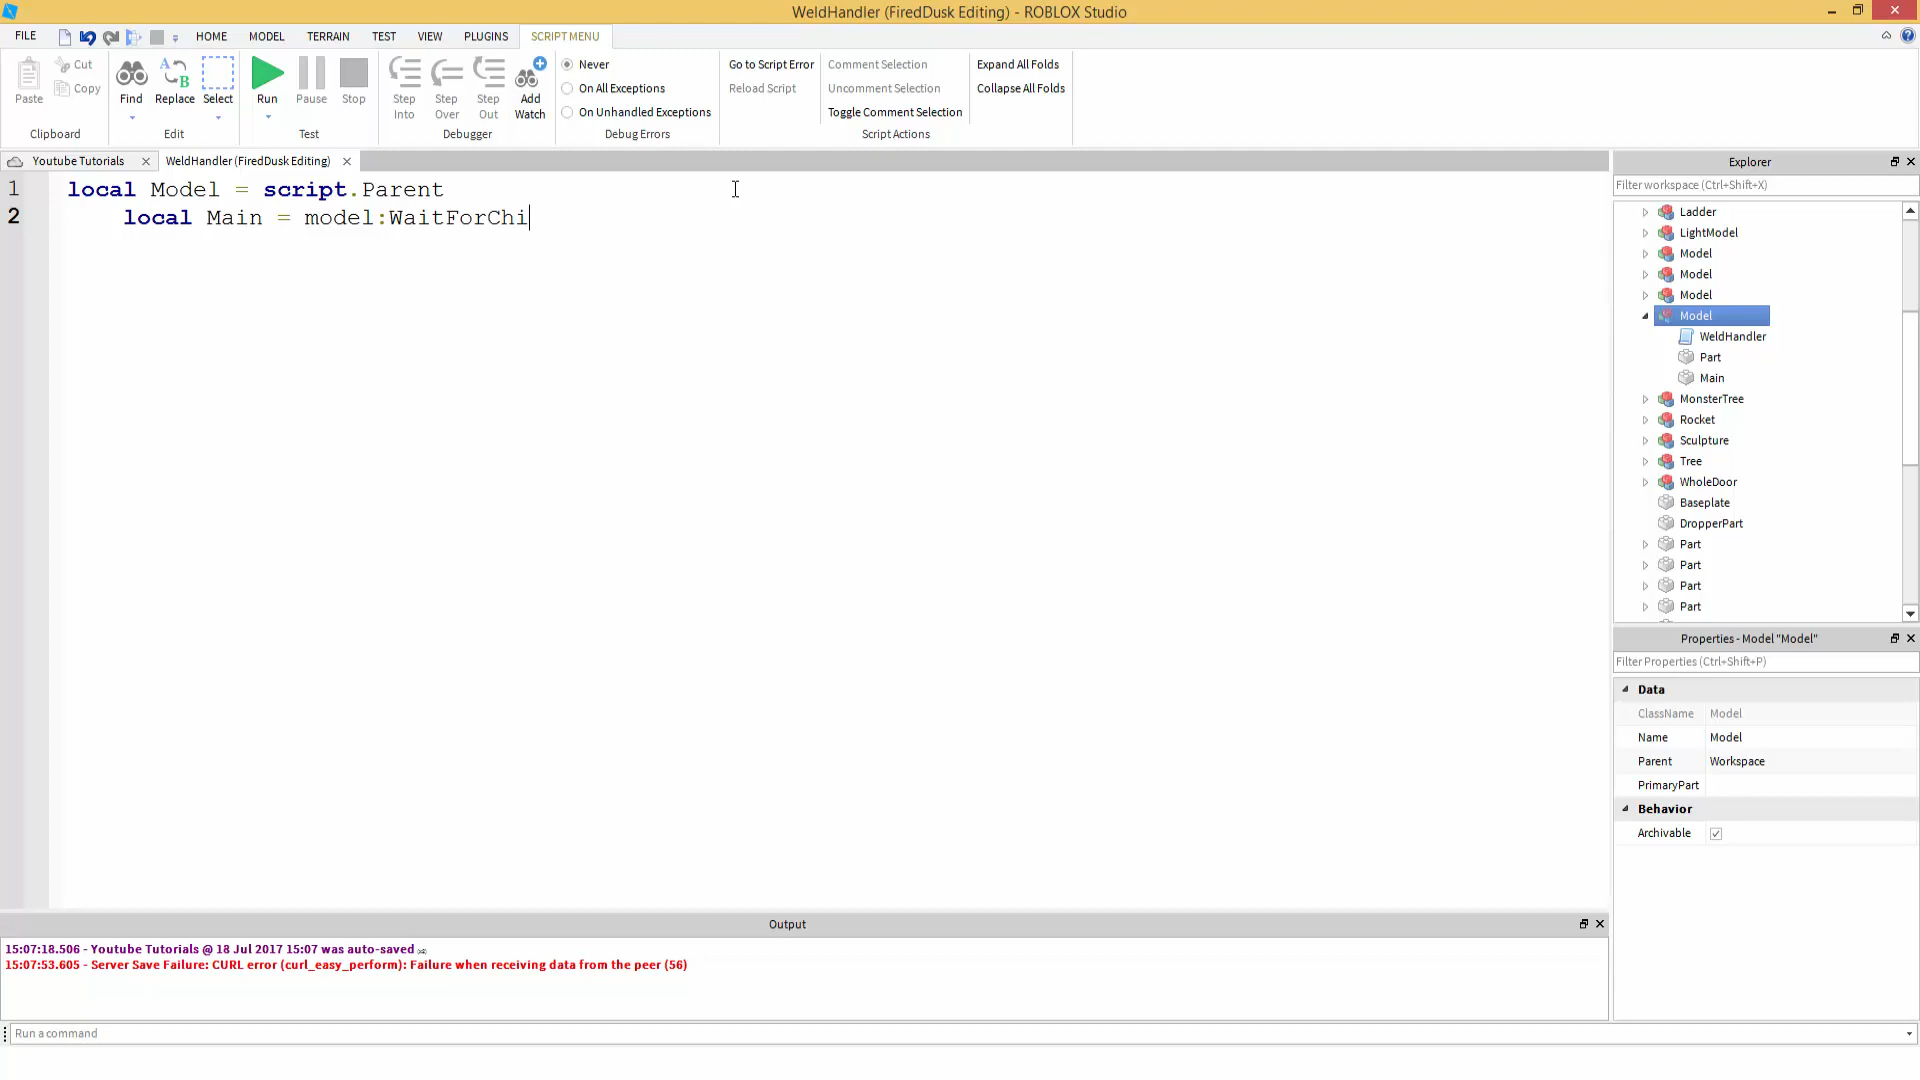 WeldHandler (FiredDusk Editing) - ROBLOX Studio
FILE HOME MODEL TERRAIN TEST VIEW PLUGINS SCRIPT MENU
Paste
Cut
Copy
Clipboard
Find
Replace
Select
Edit
Run
Pause
Stop
Test
Step Into
Step Over
Step Out
Add Watch
Debugger
Never
On All Exceptions
On Unhandled Exceptions
Debug Errors
Go to Script Error
Reload Script
Comment Selection
Uncomment Selection
Toggle Comment Selection
Expand All Folds
Collapse All Folds
Script Actions
Youtube Tutorials
WeldHandler (FiredDusk Editing)
1 local Model = script.Parent
2 local Main = model:WaitForChi
Explorer
Filter workspace (Ctrl+Shift+X)
Ladder
LightModel
Model
Model
Model
Model
WeldHandler
Part
Main
MonsterTree
Rocket
Sculpture
Tree
WholeDoor
Baseplate
DropperPart
Part
Part
Part
Part
Properties - Model "Model"
Filter Properties (Ctrl+Shift+P)
Data
ClassName Model
Name Model
Parent Workspace
PrimaryPart
Behavior
Archivable
Output
15:07:18.506 - Youtube Tutorials @ 18 Jul 2017 15:07 was auto-saved
15:07:53.605 - Server Save Failure: CURL error (curl_easy_perform): Failure when receiving data from the peer (56)
Run a command